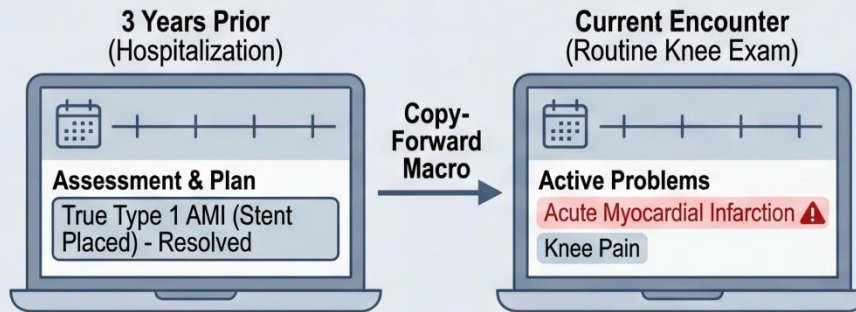 3 Years Prior
(Hospitalization)
Assessment & Plan
True Type 1 AMI (Stent
Placed) - Resolved
Copy-
Forward
Macro
Current Encounter
(Routine Knee Exam)
Active Problems
Acute Myocardial Infarction
Knee Pain